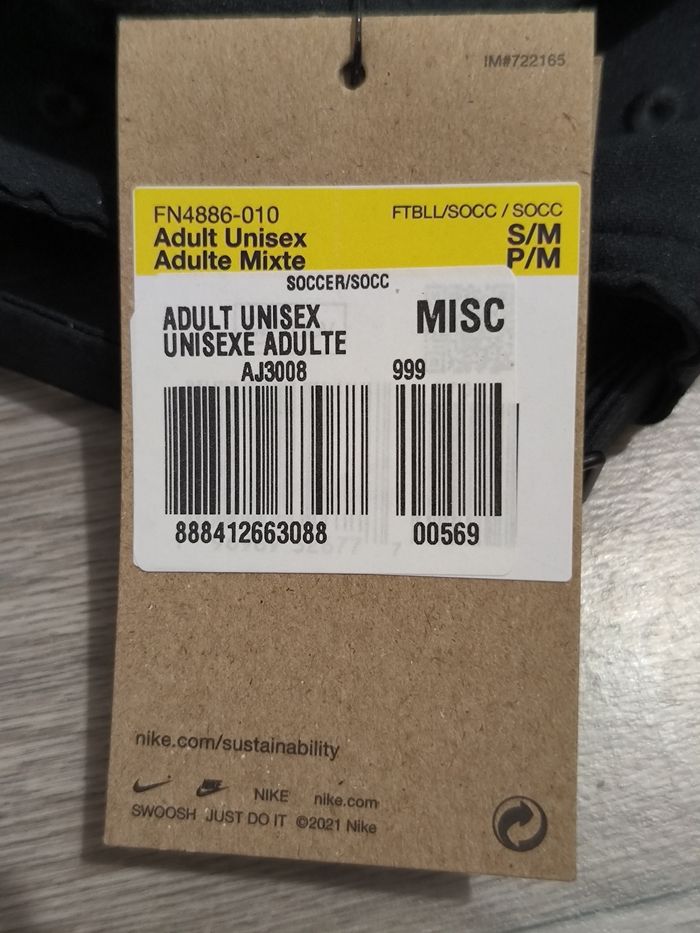 IM#722165
FN4886-010 FTBLL/SOCC / SOCC
Adult Unisex S/M
Adulte Mixte P/M
SOCCER/SOCC
ADULT UNISEX MISC
UNISEXE ADULTE
AJ3008 999
888412663088 00569
nike.com/sustainability
NIKE nike.com
SWOOSH JUST DO IT ©2021 Nike